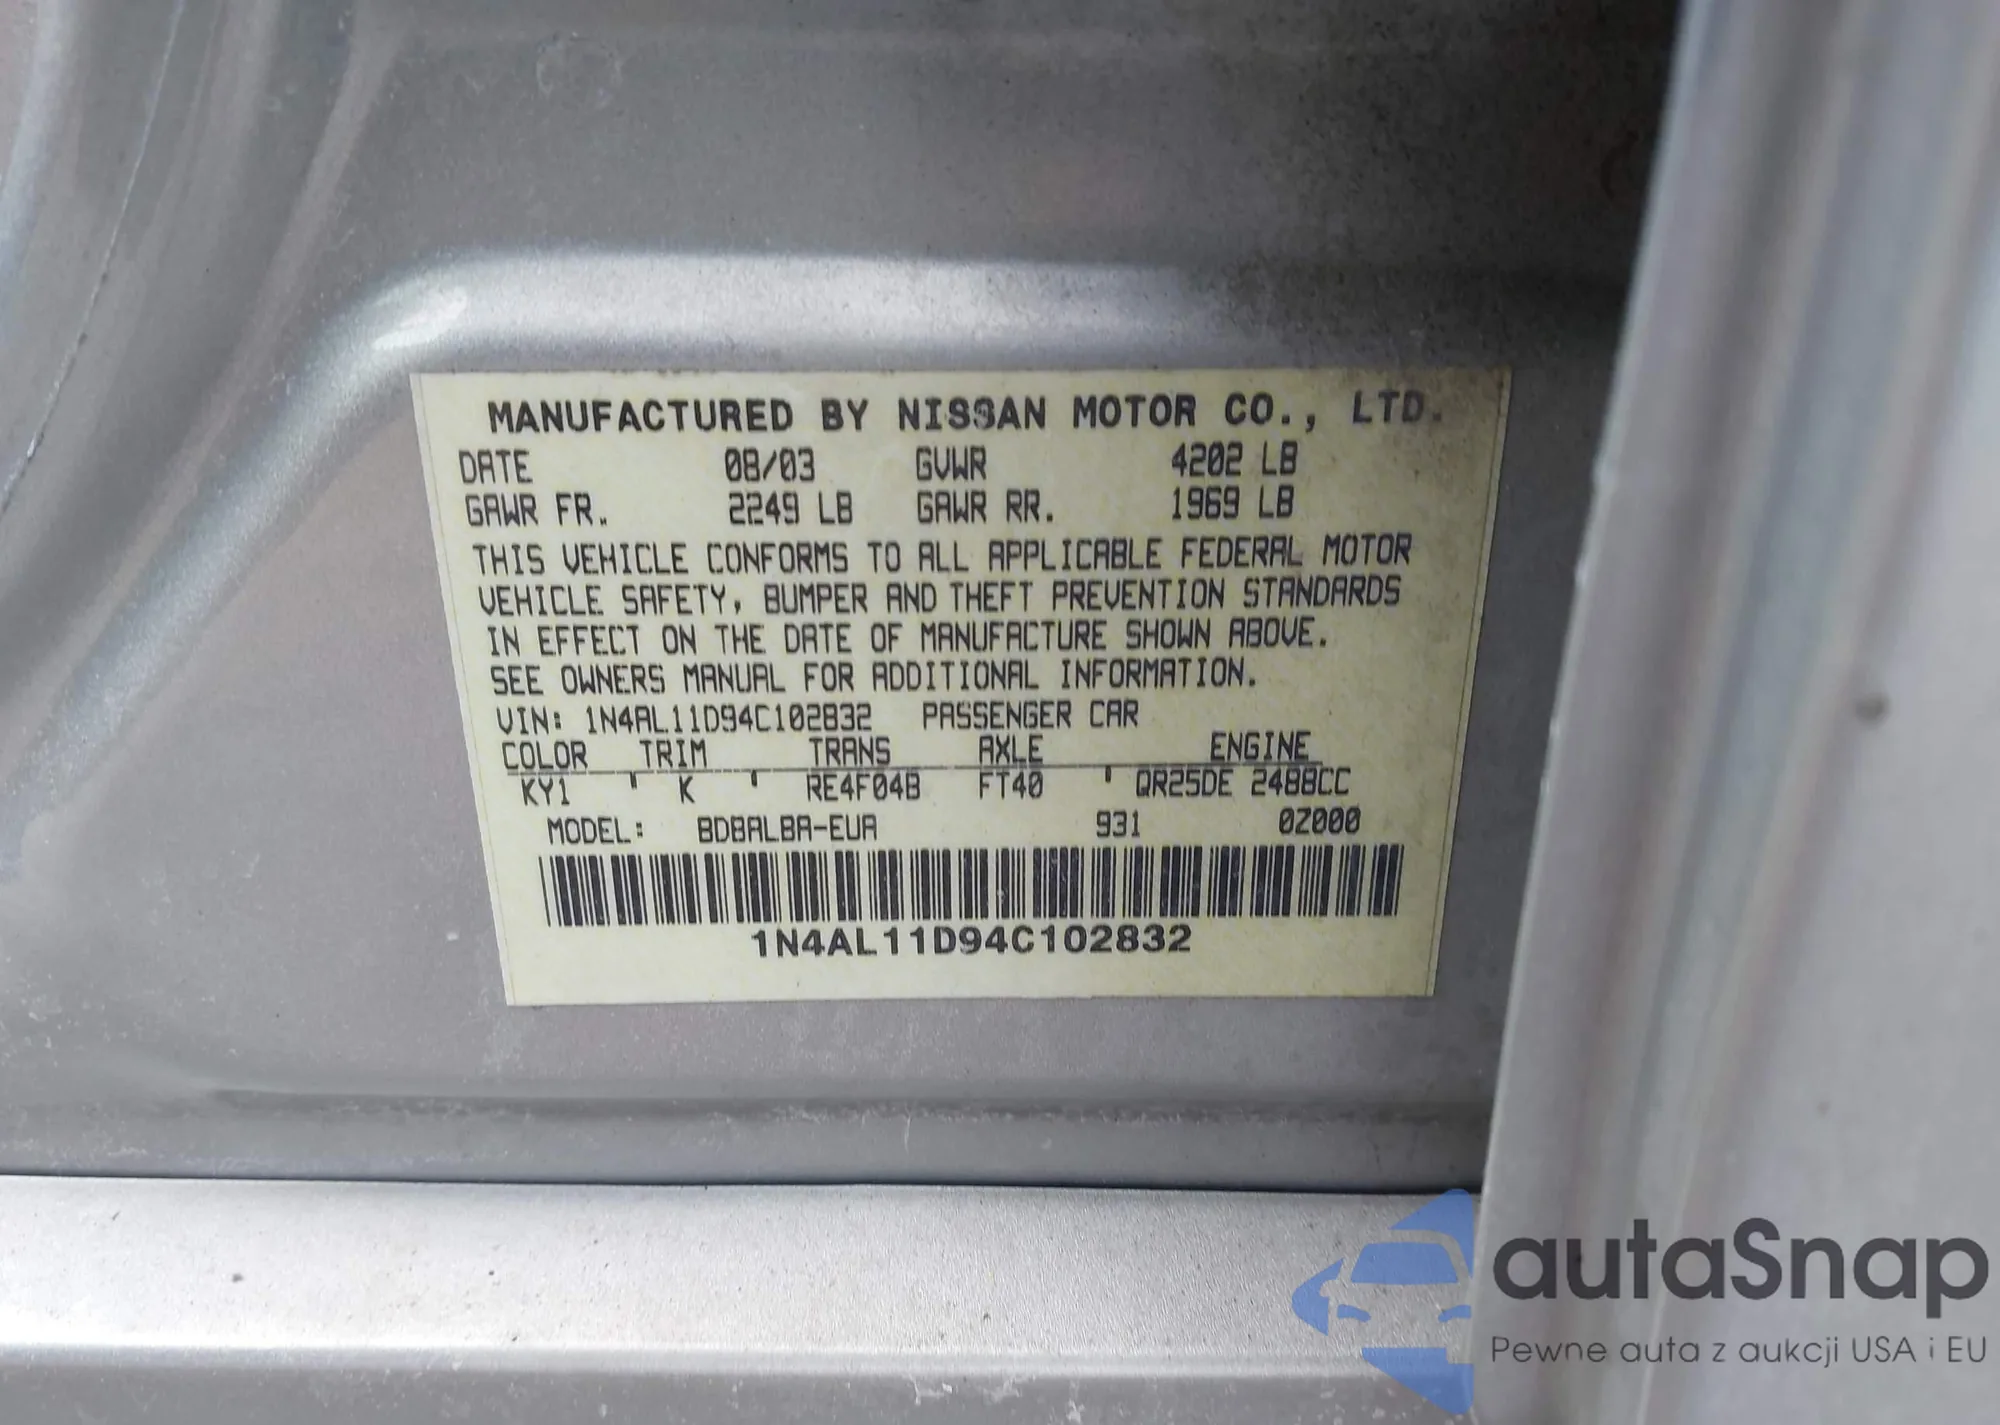 MANUFACTURED BY NISSAN MOTOR CO., LTD.
DATE 08/03 GVWR 4202 LB
GAWR FR. 2249 LB GAWR RR. 1969 LB
THIS VEHICLE CONFORMS TO ALL APPLICABLE FEDERAL MOTOR
VEHICLE SAFETY, BUMPER AND THEFT PREVENTION STANDARDS
IN EFFECT ON THE DATE OF MANUFACTURE SHOWN ABOVE.
SEE OWNERS MANUAL FOR ADDITIONAL INFORMATION.
VIN: 1N4AL11D94C102832 PASSENGER CAR
COLOR TRIM TRANS AXLE ENGINE
KY1 ' K ' RE4F04B FT40 ' QR25DE 2488CC
MODEL: BDBALBA-EUA 931 0Z000
1N4AL11D94C102832
autaSnap
Pewne auta z aukcji USA i EU